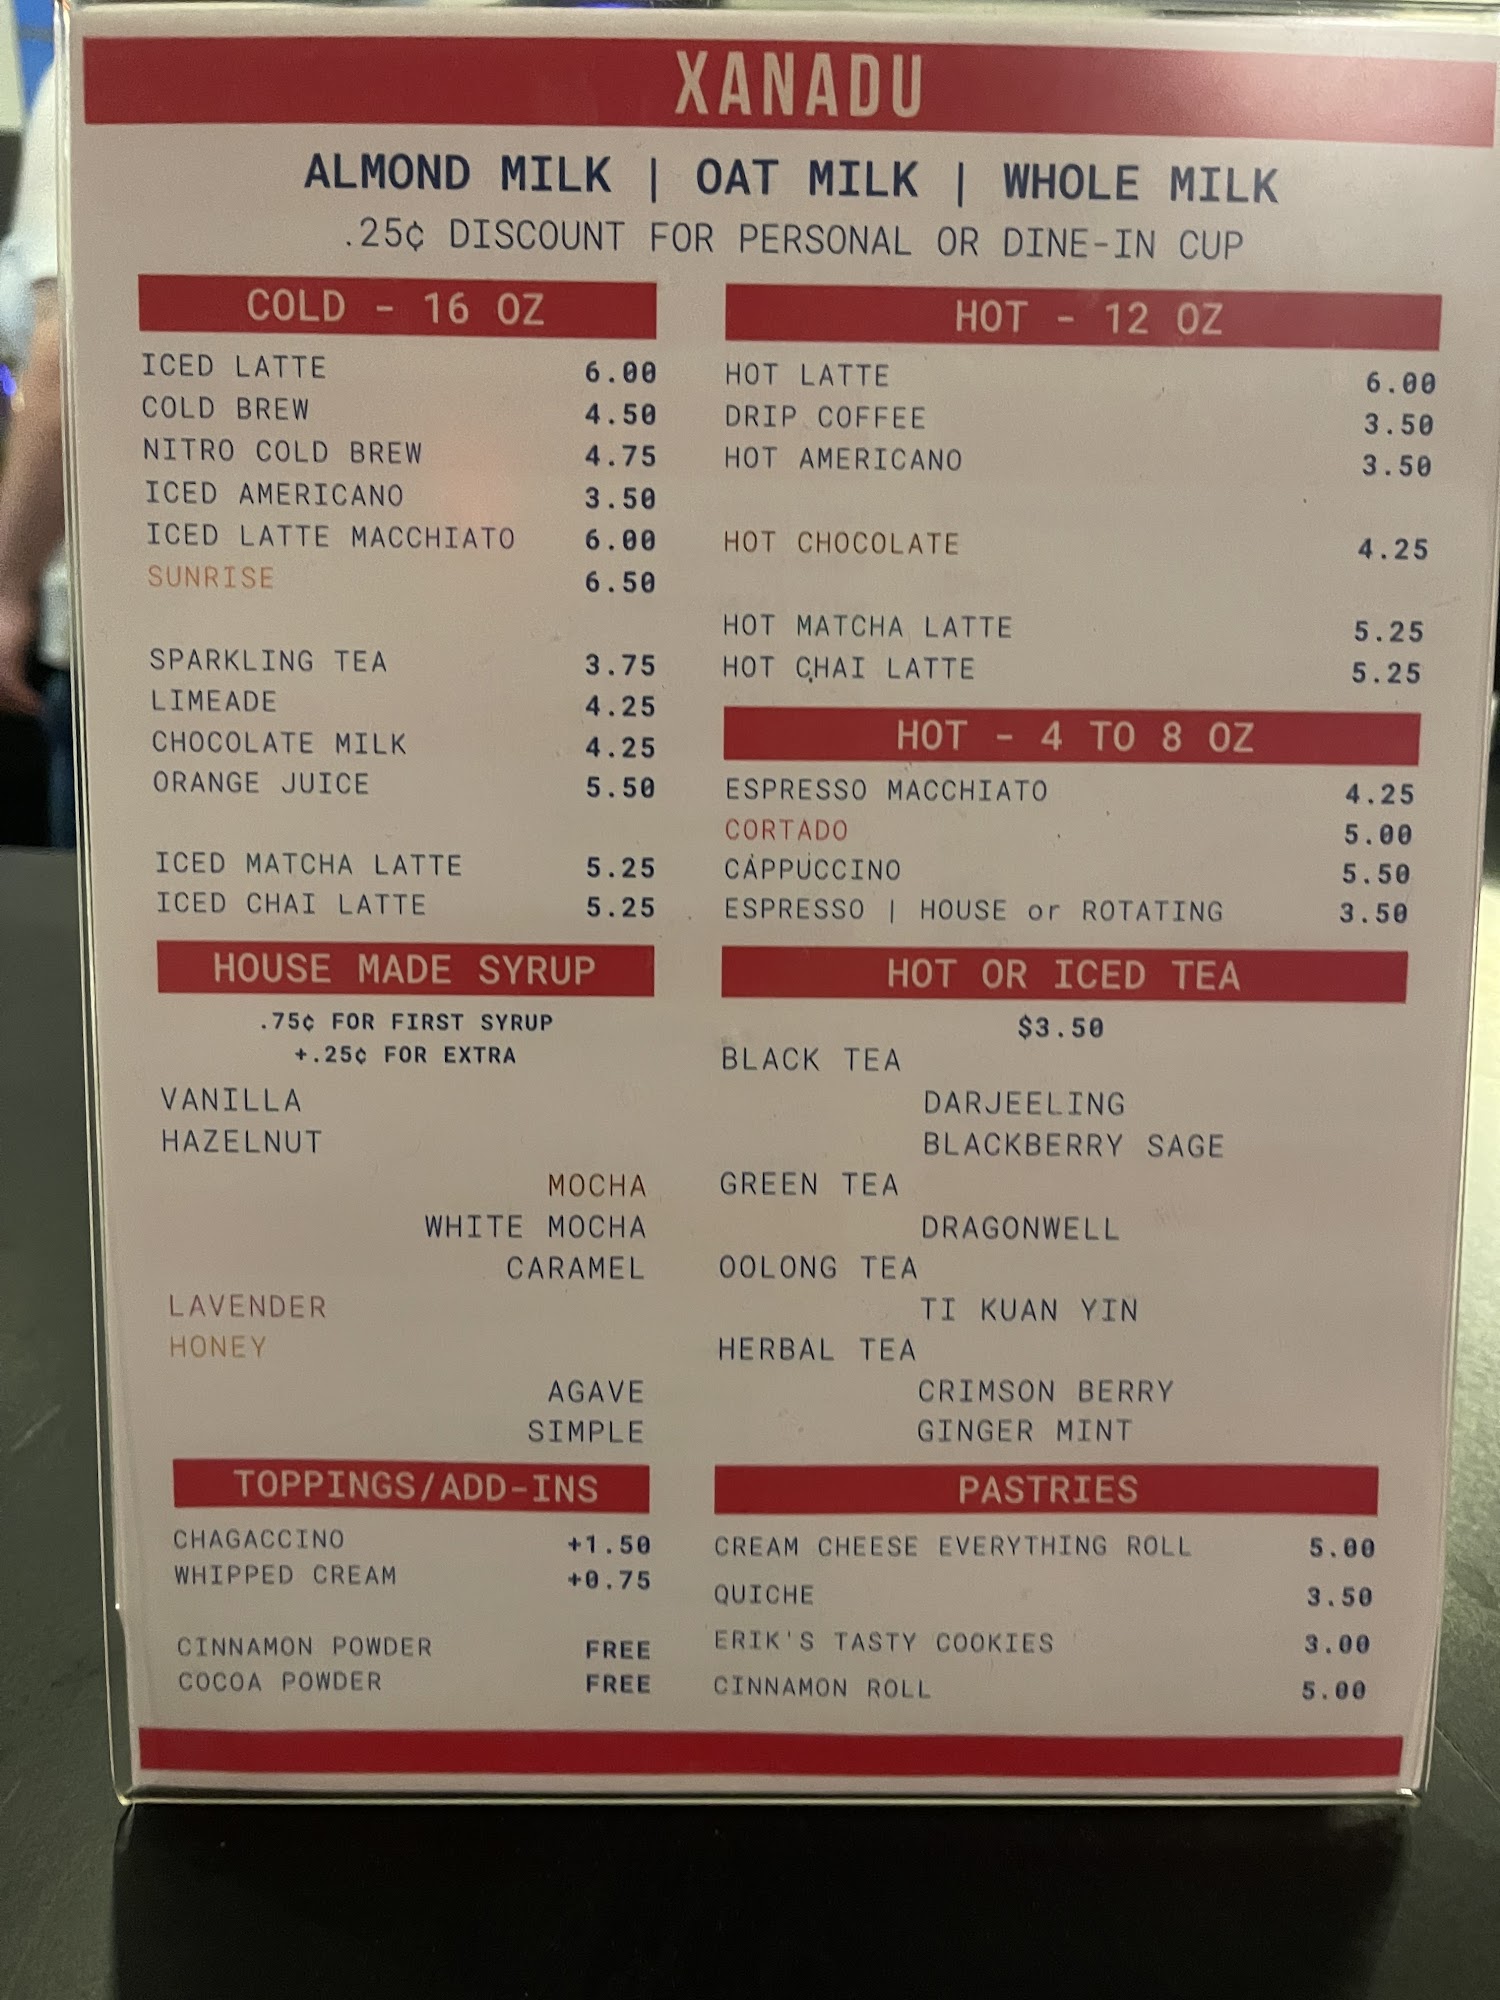 XANADU
ALMOND MILK | OAT MILK | WHOLE MILK
.25¢ DISCOUNT FOR PERSONAL OR DINE-IN CUP
COLD - 16 OZ
ICED LATTE 6.00
COLD BREW 4.50
NITRO COLD BREW 4.75
ICED AMERICANO 3.50
ICED LATTE MACCHIATO 6.00
SUNRISE 6.50
SPARKLING TEA 3.75
LIMEADE 4.25
CHOCOLATE MILK 4.25
ORANGE JUICE 5.50
ICED MATCHA LATTE 5.25
ICED CHAI LATTE 5.25
HOUSE MADE SYRUP
.75¢ FOR FIRST SYRUP
+.25¢ FOR EXTRA
VANILLA
HAZELNUT
MOCHA
WHITE MOCHA
CARAMEL
LAVENDER
HONEY
AGAVE
SIMPLE
TOPPINGS/ADD-INS
CHAGACCINO +1.50
WHIPPED CREAM +0.75
CINNAMON POWDER FREE
COCOA POWDER FREE
HOT - 12 OZ
HOT LATTE 6.00
DRIP COFFEE 3.50
HOT AMERICANO 3.50
HOT CHOCOLATE 4.25
HOT MATCHA LATTE 5.25
HOT CHAI LATTE 5.25
HOT - 4 TO 8 OZ
ESPRESSO MACCHIATO 4.25
CORTADO 5.00
CAPPUCCINO 5.50
ESPRESSO | HOUSE or ROTATING 3.50
HOT OR ICED TEA
$3.50
BLACK TEA
DARJEELING
BLACKBERRY SAGE
GREEN TEA
DRAGONWELL
OOLONG TEA
TI KUAN YIN
HERBAL TEA
CRIMSON BERRY
GINGER MINT
PASTRIES
CREAM CHEESE EVERYTHING ROLL 5.00
QUICHE 3.50
ERIK'S TASTY COOKIES 3.00
CINNAMON ROLL 5.00